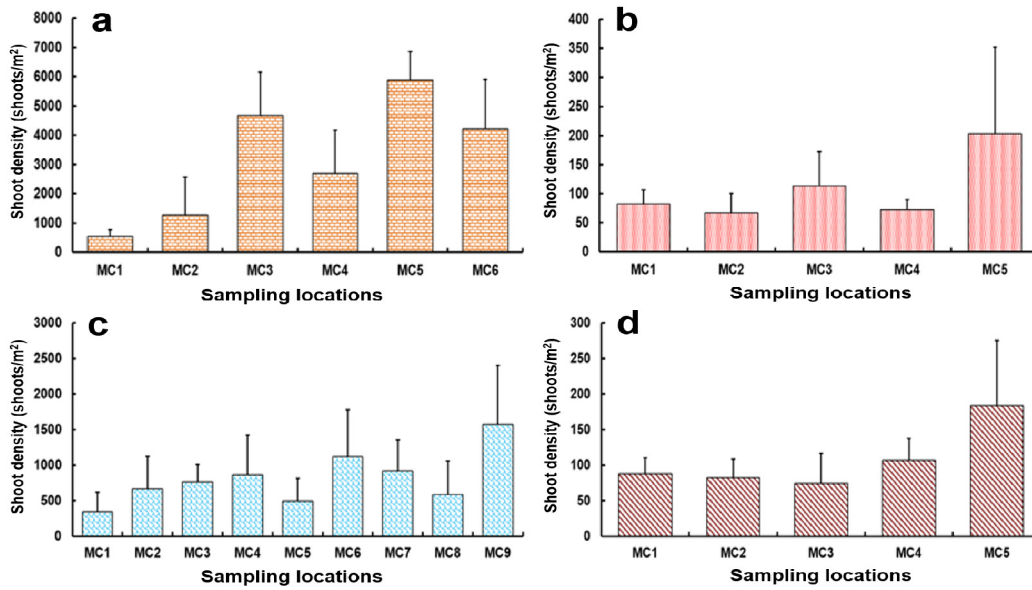 a
Shoot density (shoots/m²)
8000
7000
6000
5000
4000
3000
2000
1000
0
MC1 MC2 MC3 MC4 MC5 MC6
Sampling locations
b
Shoot density (shoots/m²)
400
350
300
250
200
150
100
50
0
MC1 MC2 MC3 MC4 MC5
Sampling locations
c
Shoot density (shoots/m²)
3000
2500
2000
1500
1000
500
0
MC1 MC2 MC3 MC4 MC5 MC6 MC7 MC8 MC9
Sampling locations
d
Shoot density (shoots/m²)
300
250
200
150
100
50
0
MC1 MC2 MC3 MC4 MC5
Sampling locations